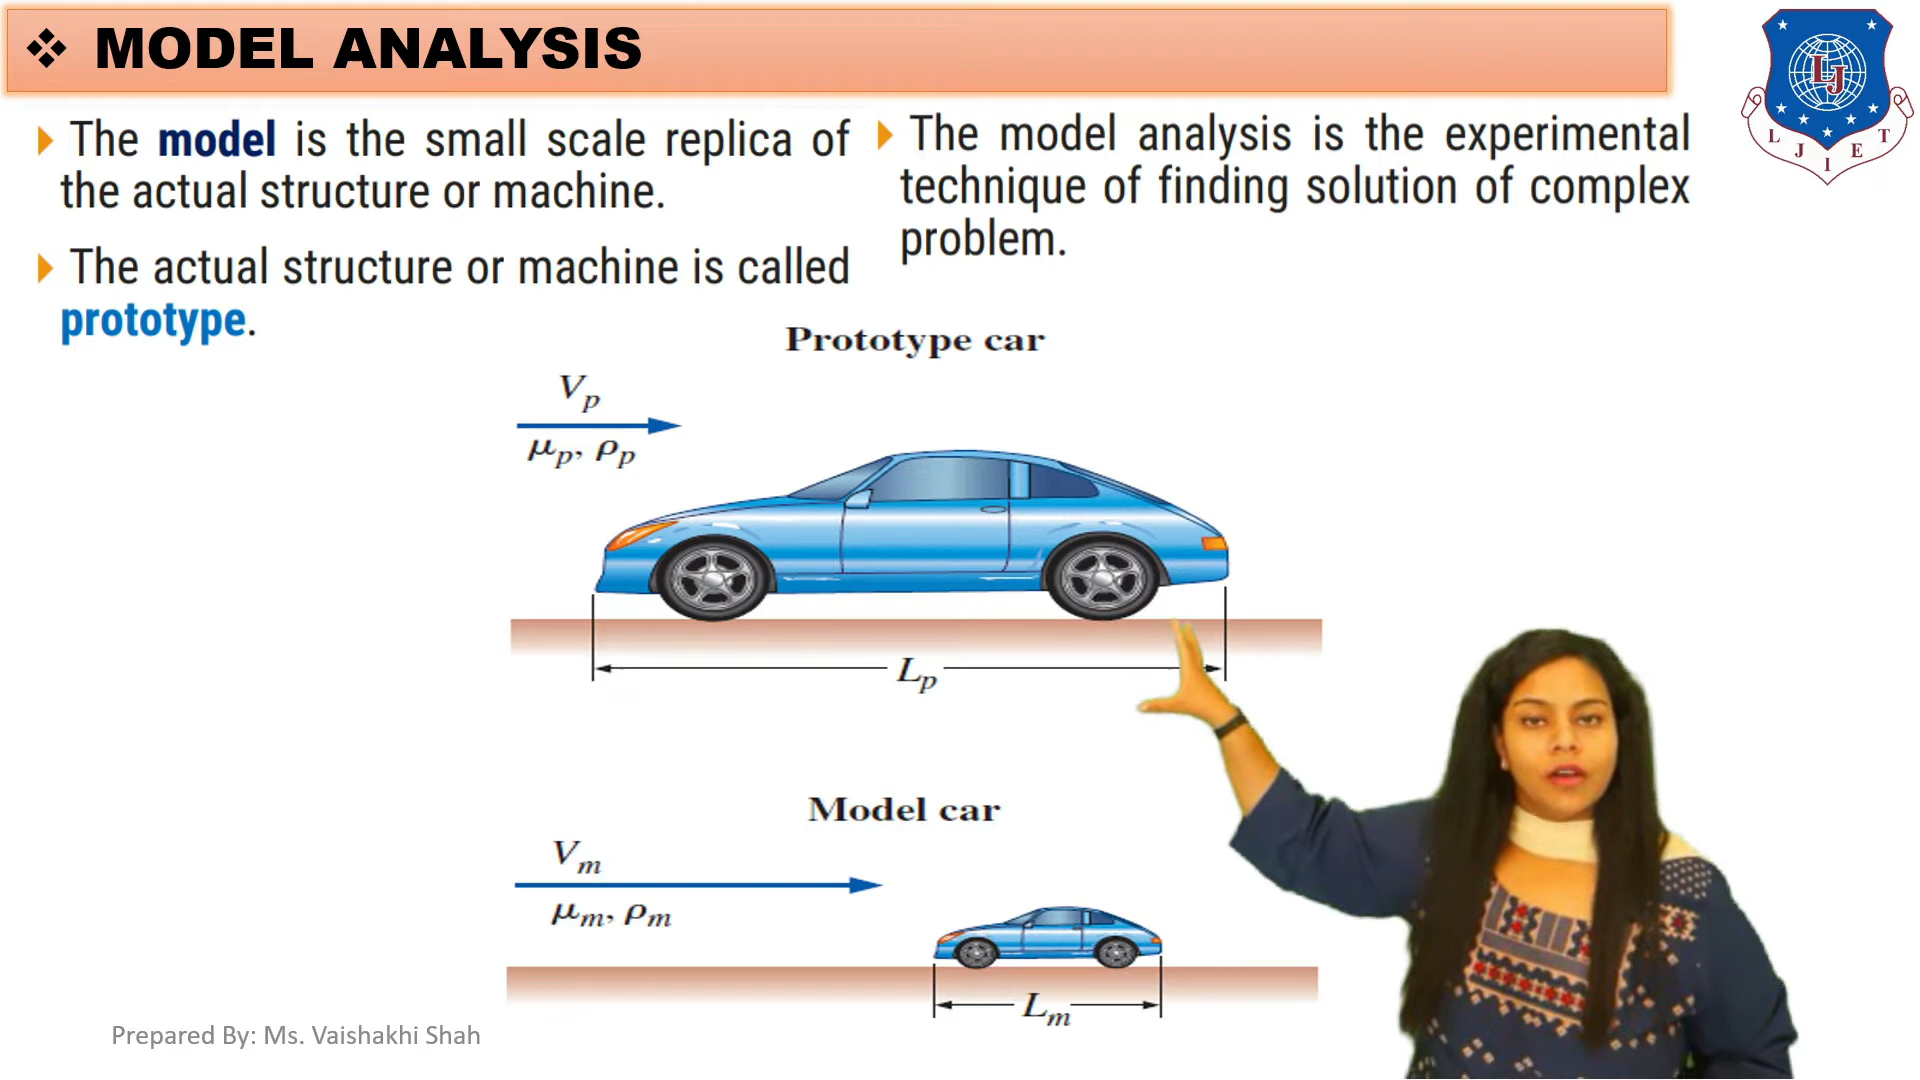 ❖ MODEL ANALYSIS
The model is the small scale replica of
the actual structure or machine.
The actual structure or machine is called
prototype.
The model analysis is the experimental
technique of finding solution of complex
problem.
LJ
L J I E T
Prototype car
Vp
μp, ρp
Lp
Model car
Vm
μm, ρm
Lm
Prepared By: Ms. Vaishakhi Shah